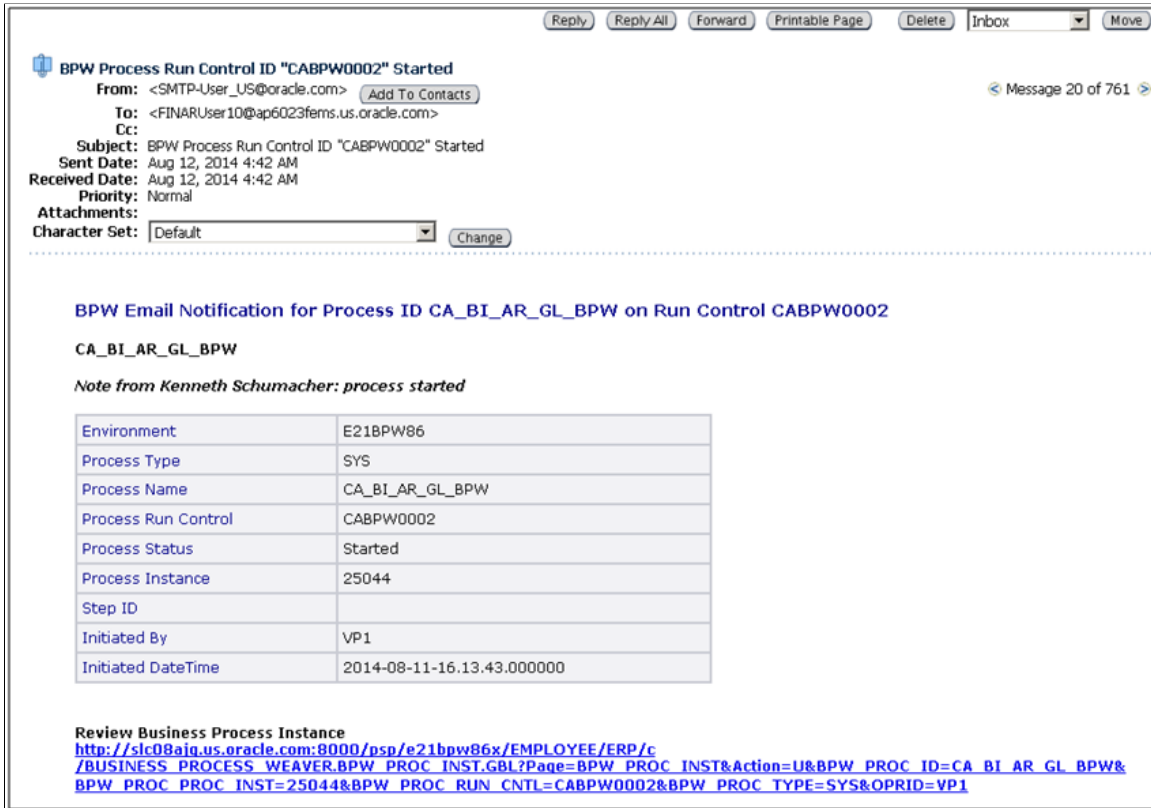 Reply Reply All Forward Printable Page Delete Inbox Move
BPW Process Run Control ID "CABPW0002" Started
From: <SMTP-User_US@oracle.com> Add To Contacts Message 20 of 761
To: <FINARUser10@ap6023fems.us.oracle.com>
Cc:
Subject: BPW Process Run Control ID "CABPW0002" Started
Sent Date: Aug 12, 2014 4:42 AM
Received Date: Aug 12, 2014 4:42 AM
Priority: Normal
Attachments:
Character Set: Default Change
BPW Email Notification for Process ID CA_BI_AR_GL_BPW on Run Control CABPW0002
CA_BI_AR_GL_BPW
Note from Kenneth Schumacher: process started
Environment E21BPW86
Process Type SYS
Process Name CA_BI_AR_GL_BPW
Process Run Control CABPW0002
Process Status Started
Process Instance 25044
Step ID
Initiated By VP1
Initiated DateTime 2014-08-11-16.13.43.000000
Review Business Process Instance
http://slc08ajq.us.oracle.com:8000/psp/e21bpw86x/EMPLOYEE/ERP/c
/BUSINESS_PROCESS_WEAVER.BPW_PROC_INST.GBL?Page=BPW_PROC_INST&Action=U&BPW_PROC_ID=CA_BI_AR_GL_BPW&
BPW_PROC_PROC_INST=25044&BPW_PROC_RUN_CNTL=CABPW0002&BPW_PROC_TYPE=SYS&OPRID=VP1